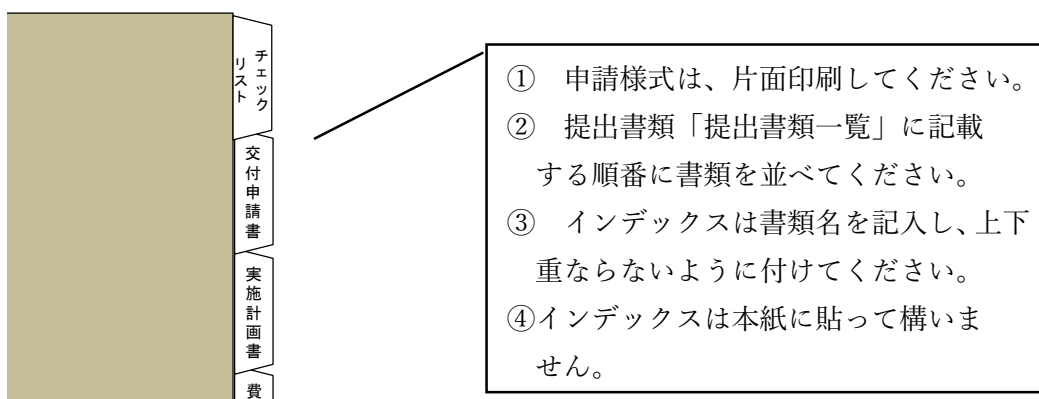 チェック
リスト
交付申請書
実施計画書
費
① 申請様式は、片面印刷してください。
② 提出書類「提出書類一覧」に記載
する順番に書類を並べてください。
③ インデックスは書類名を記入し、上下
重ならないように付けてください。
④インデックスは本紙に貼って構いま
せん。